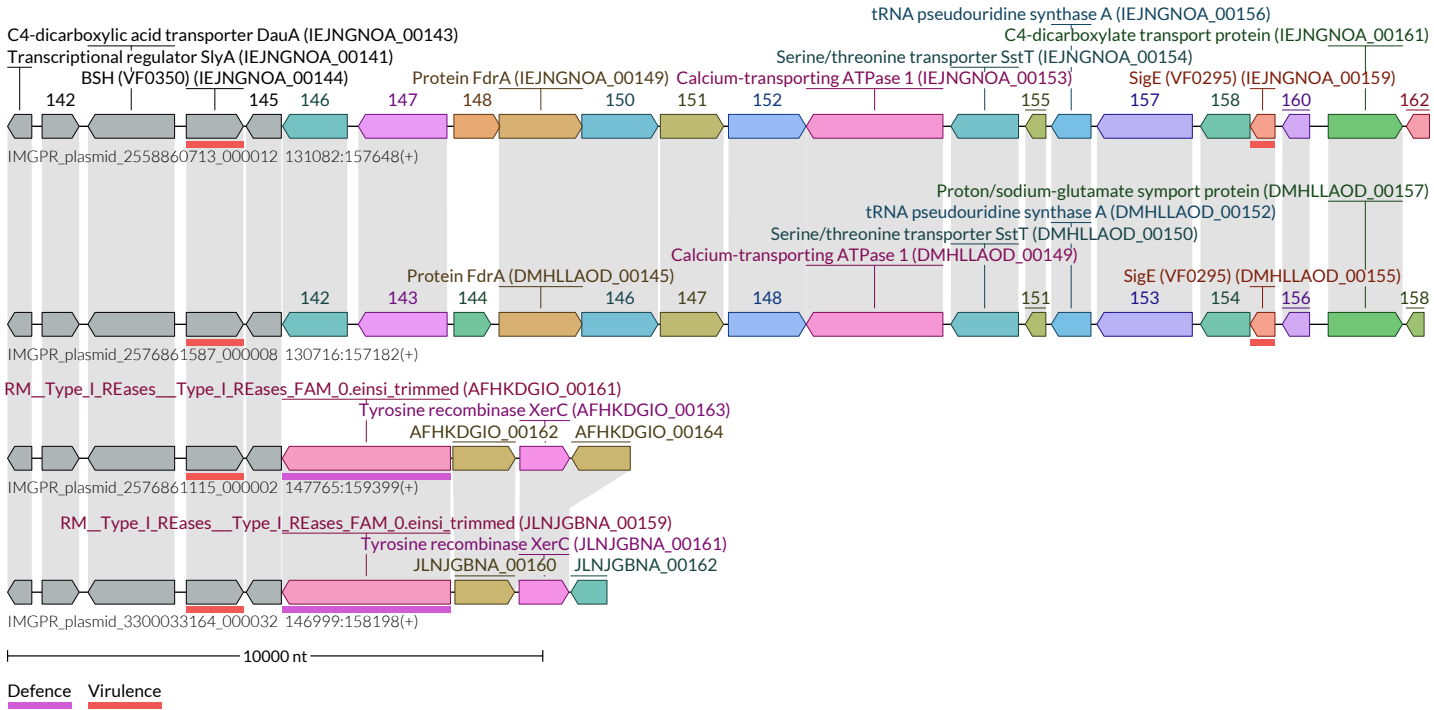 tRNA pseudouridine synthase A (IEJNGNOA_00156)
C4-dicarboxylic acid transporter DauA (IEJNGNOA_00143)
C4-dicarboxylate transport protein (IEJNGNOA_00161)
Transcriptional regulator SlyA (IEJNGNOA_00141)
Serine/threonine transporter SstT (IEJNGNOA_00154)
BSH (VF0350) (IEJNGNOA_00144)
Protein FdrA (IEJNGNOA_00149)
Calcium-transporting ATPase 1 (IEJNGNOA_00153)
SigE (VF0295) (IEJNGNOA_00159)
142 145 146 147 148 150 151 152 155 157 158 160 162
IMGPR_plasmid_2558860713_000012 131082:157648(+)
Proton/sodium-glutamate symport protein (DMHLLAOD_00157)
tRNA pseudouridine synthase A (DMHLLAOD_00152)
Serine/threonine transporter SstT (DMHLLAOD_00150)
Calcium-transporting ATPase 1 (DMHLLAOD_00149)
Protein FdrA (DMHLLAOD_00145)
SigE (VF0295) (DMHLLAOD_00155)
142 143 144 146 147 148 151 153 154 156 158
IMGPR_plasmid_2576861587_000008 130716:157182(+)
RM__Type_I_REases___Type_I_REases_FAM_0.einsi_trimmed (AFHKDGIO_00161)
Tyrosine recombinase XerC (AFHKDGIO_00163)
AFHKDGIO_00162 AFHKDGIO_00164
IMGPR_plasmid_2576861115_000002 147765:159399(+)
RM__Type_I_REases___Type_I_REases_FAM_0.einsi_trimmed (JLNJGBNA_00159)
Tyrosine recombinase XerC (JLNJGBNA_00161)
JLNJGBNA_00160 JLNJGBNA_00162
IMGPR_plasmid_3300033164_000032 146999:158198(+)
10000 nt
Defence Virulence